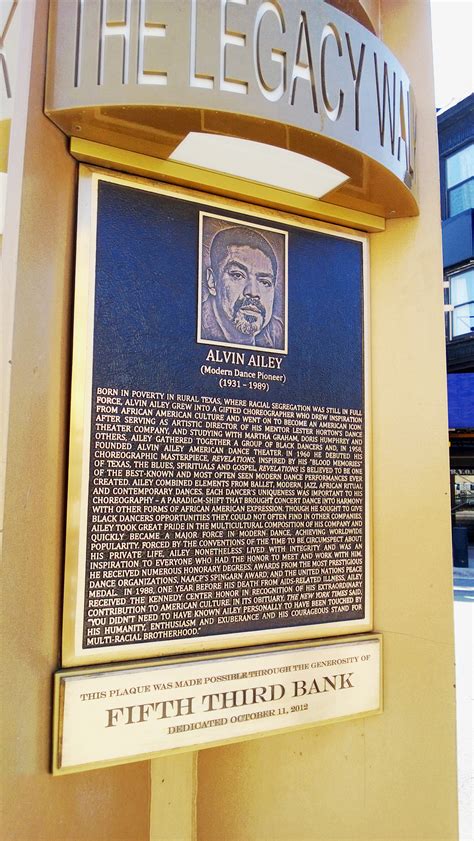 THE LEGACY WAL
ALVIN AILEY
(Modern Dance Pioneer)
(1931 - 1989)
BORN IN POVERTY IN RURAL TEXAS, WHERE RACIAL SEGREGATION WAS STILL IN FULL
FORCE, ALVIN AILEY GREW INTO A GIFTED CHOREOGRAPHER WHO DREW INSPIRATION
FROM AFRICAN AMERICAN CULTURE AND WENT ON TO BECOME AN AMERICAN ICON.
AFTER SERVING AS ARTISTIC DIRECTOR OF HIS MENTOR LESTER HORTON'S DANCE
THEATER COMPANY, AND STUDYING WITH MARTHA GRAHAM, DORIS HUMPHREY AND
OTHERS, AILEY GATHERED TOGETHER A GROUP OF BLACK DANCERS AND, IN 1958,
FOUNDED ALVIN AILEY AMERICAN DANCE THEATER. IN 1960 HE DEBUTED HIS
CHOREOGRAPHIC MASTERPIECE, REVELATIONS. INSPIRED BY HIS "BLOOD MEMORIES"
OF TEXAS, THE BLUES, SPIRITUALS AND GOSPEL, REVELATIONS IS BELIEVED TO BE ONE
OF THE BEST-KNOWN AND MOST OFTEN SEEN MODERN DANCE PERFORMANCES EVER
CREATED. AILEY COMBINED ELEMENTS FROM BALLET, MODERN, JAZZ, AFRICAN RITUAL
AND CONTEMPORARY DANCES. EACH DANCER'S UNIQUENESS WAS IMPORTANT TO HIS
CHOREOGRAPHY – A PARADIGM-SHIFT THAT BROUGHT CONCERT DANCE INTO HARMONY
WITH OTHER FORMS OF AFRICAN AMERICAN EXPRESSION. THOUGH HE SOUGHT TO GIVE
BLACK DANCERS OPPORTUNITIES THEY COULD NOT OFTEN FIND IN OTHER COMPANIES,
AILEY TOOK GREAT PRIDE IN THE MULTICULTURAL COMPOSITION OF HIS COMPANY AND
QUICKLY BECAME A MAJOR FORCE IN MODERN DANCE, ACHIEVING WORLDWIDE
POPULARITY. FORCED BY THE CONVENTIONS OF THE TIME TO BE CIRCUMSPECT ABOUT
HIS PRIVATE LIFE, AILEY NONETHELESS LIVED WITH INTEGRITY AND WAS AN
INSPIRATION TO EVERYONE WHO HAD THE HONOR TO MEET AND WORK WITH HIM.
HE RECEIVED NUMEROUS HONORARY DEGREES, AWARDS FROM THE MOST PRESTIGIOUS
DANCE ORGANIZATIONS, NAACP'S SPINGARN AWARD, AND THE UNITED NATIONS PEACE
MEDAL. IN 1988, ONE YEAR BEFORE HIS DEATH FROM AIDS-RELATED ILLNESS, AILEY
RECEIVED THE KENNEDY CENTER HONOR IN RECOGNITION OF HIS EXTRAORDINARY
CONTRIBUTION TO AMERICAN CULTURE. IN ITS OBITUARY, THE NEW YORK TIMES SAID,
"YOU DIDN'T NEED TO HAVE KNOWN AILEY PERSONALLY TO HAVE BEEN TOUCHED BY
HIS HUMANITY, ENTHUSIASM AND EXUBERANCE AND HIS COURAGEOUS STAND FOR
MULTI-RACIAL BROTHERHOOD."
THIS PLAQUE WAS MADE POSSIBLE THROUGH THE GENEROSITY OF
FIFTH THIRD BANK
DEDICATED OCTOBER 11, 2012